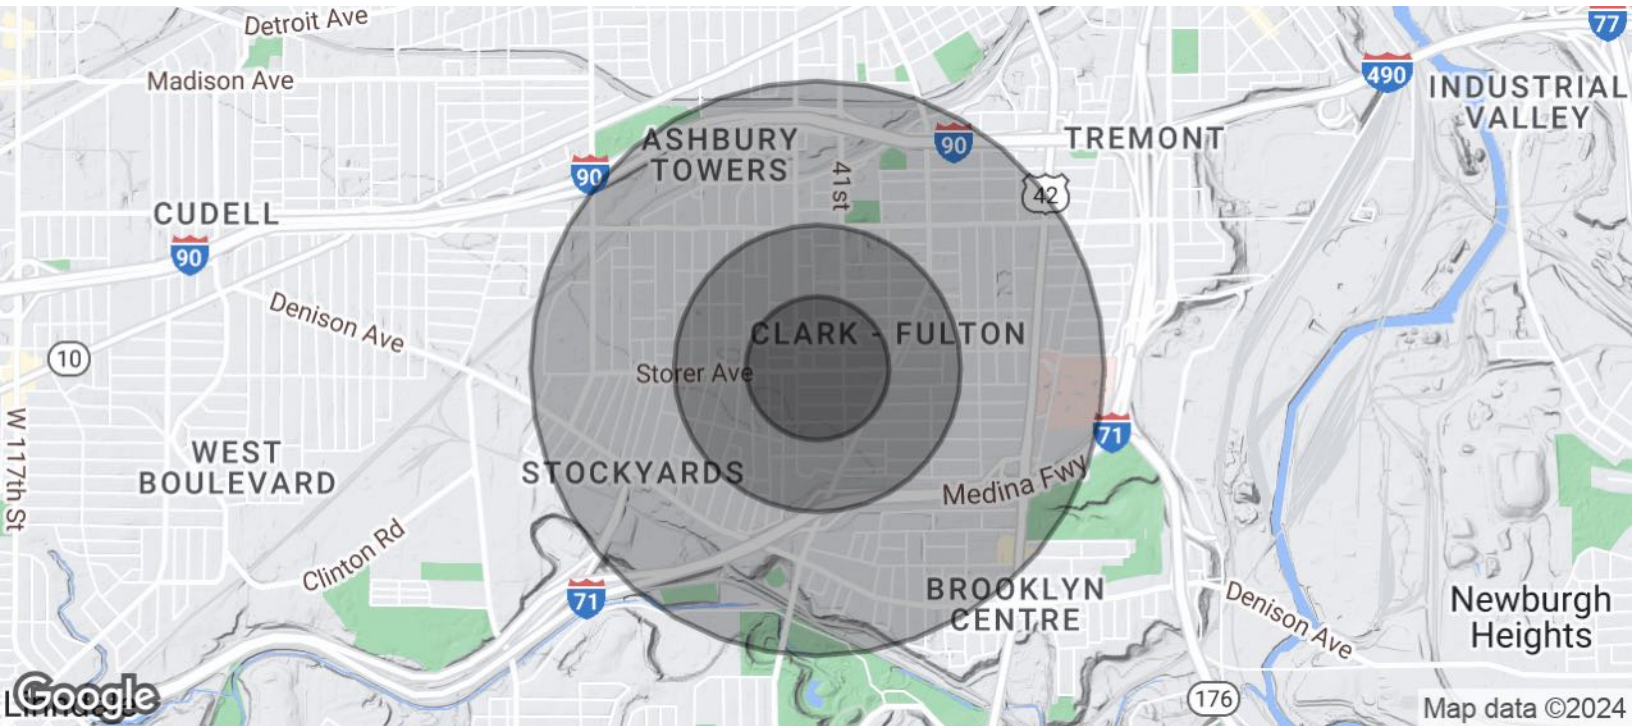 Detroit Ave
77
Madison Ave
490
INDUSTRIAL
VALLEY
ASHBURY
TOWERS
90
TREMONT
90
41st
42
CUDELL
90
Denison Ave
CLARK - FULTON
10
Storer Ave
W 117th St
71
WEST
BOULEVARD
STOCKYARDS
Medina Fwy
Clinton Rd
71
BROOKLYN
CENTRE
Denison Ave
Newburgh
Heights
176
Google
Map data ©2024